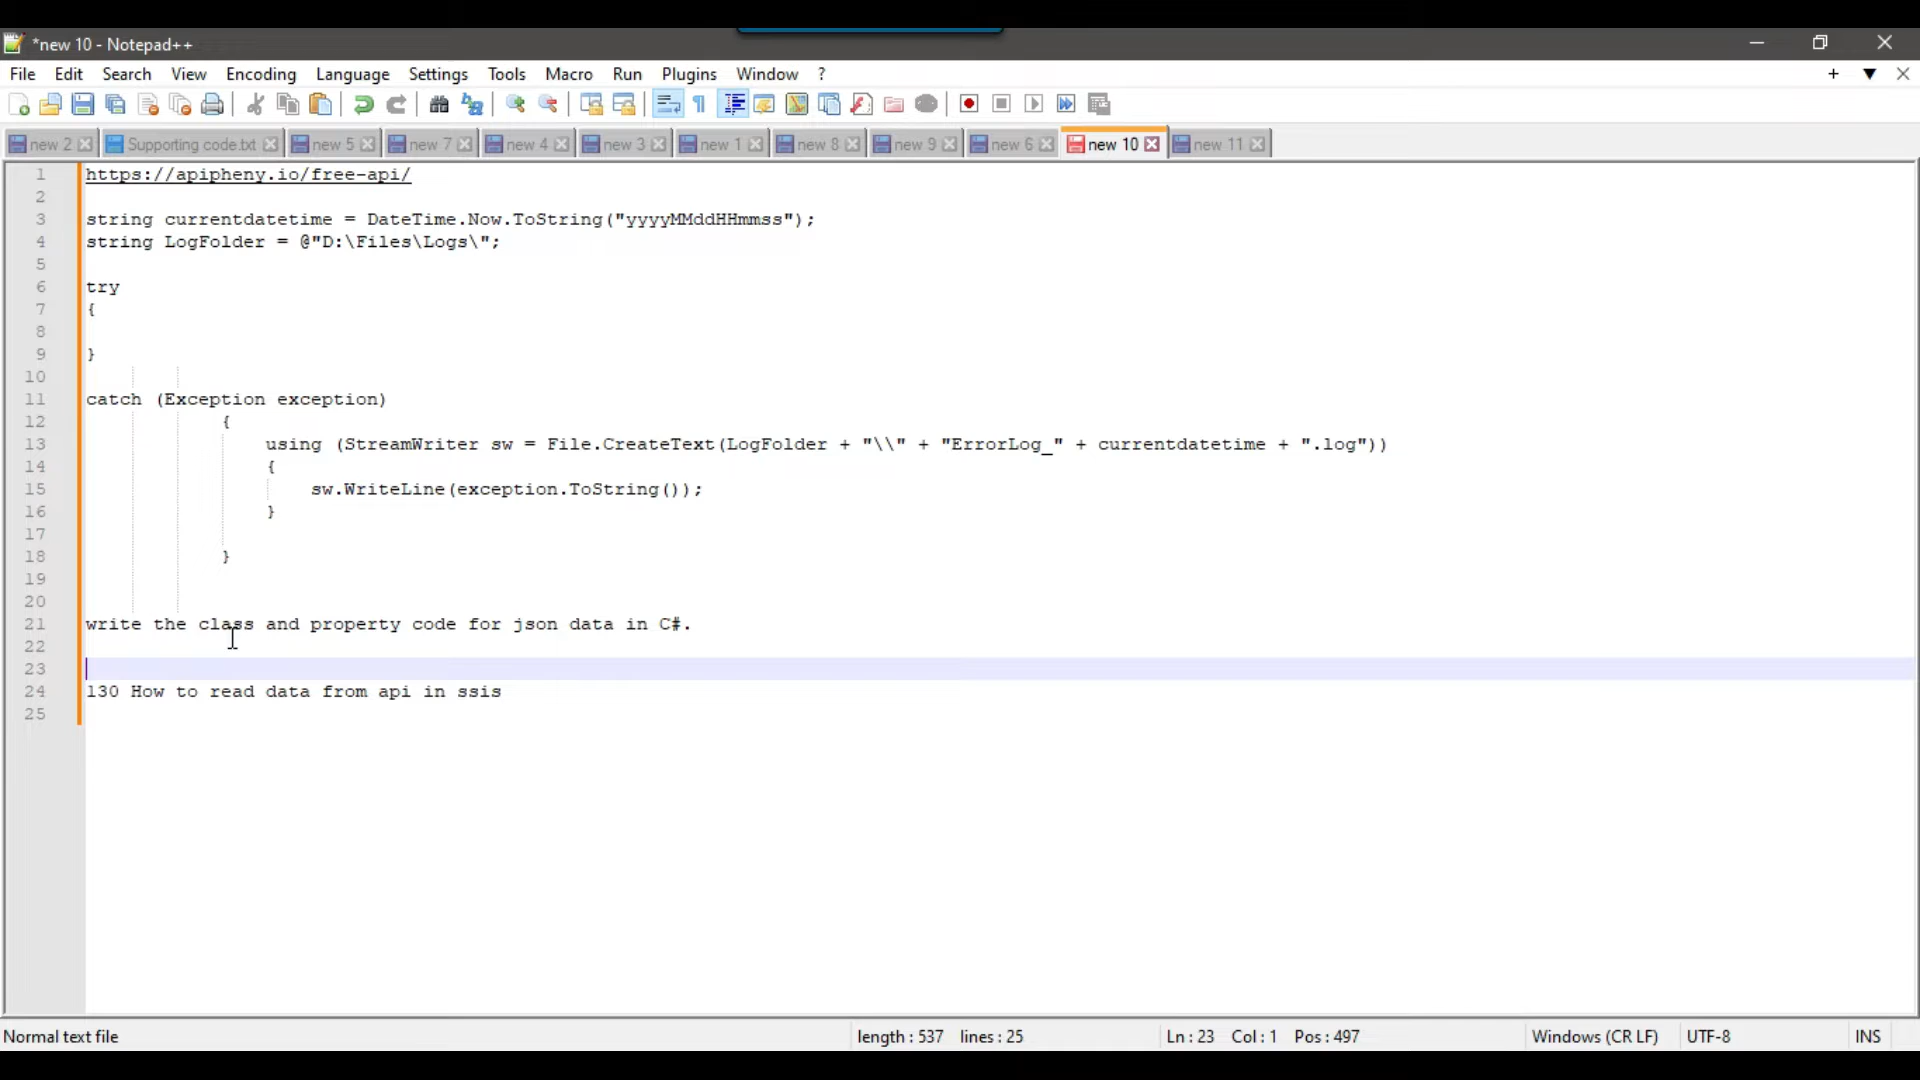 *new 10 - Notepad++
File Edit Search View Encoding Language Settings Tools Macro Run Plugins Window ?
new 2 Supporting code.txt new 5 new 7 new 4 new 3 new 1 new 8 new 9 new 6 new 10 new 11
1 https://apipheny.io/free-api/
2
3 string currentdatetime = DateTime.Now.ToString("yyyyMMddHHmmss");
4 string LogFolder = @"D:\Files\Logs\";
5
6 try
7 {
8
9 }
10
11 catch (Exception exception)
12 {
13 using (StreamWriter sw = File.CreateText(LogFolder + "\\" + "ErrorLog_" + currentdatetime + ".log"))
14 {
15 sw.WriteLine(exception.ToString());
16 }
17
18 }
19
20
21 write the class and property code for json data in C#.
22
23
24 130 How to read data from api in ssis
25
Normal text file length : 537 lines : 25 Ln : 23 Col : 1 Pos : 497 Windows (CR LF) UTF-8 INS